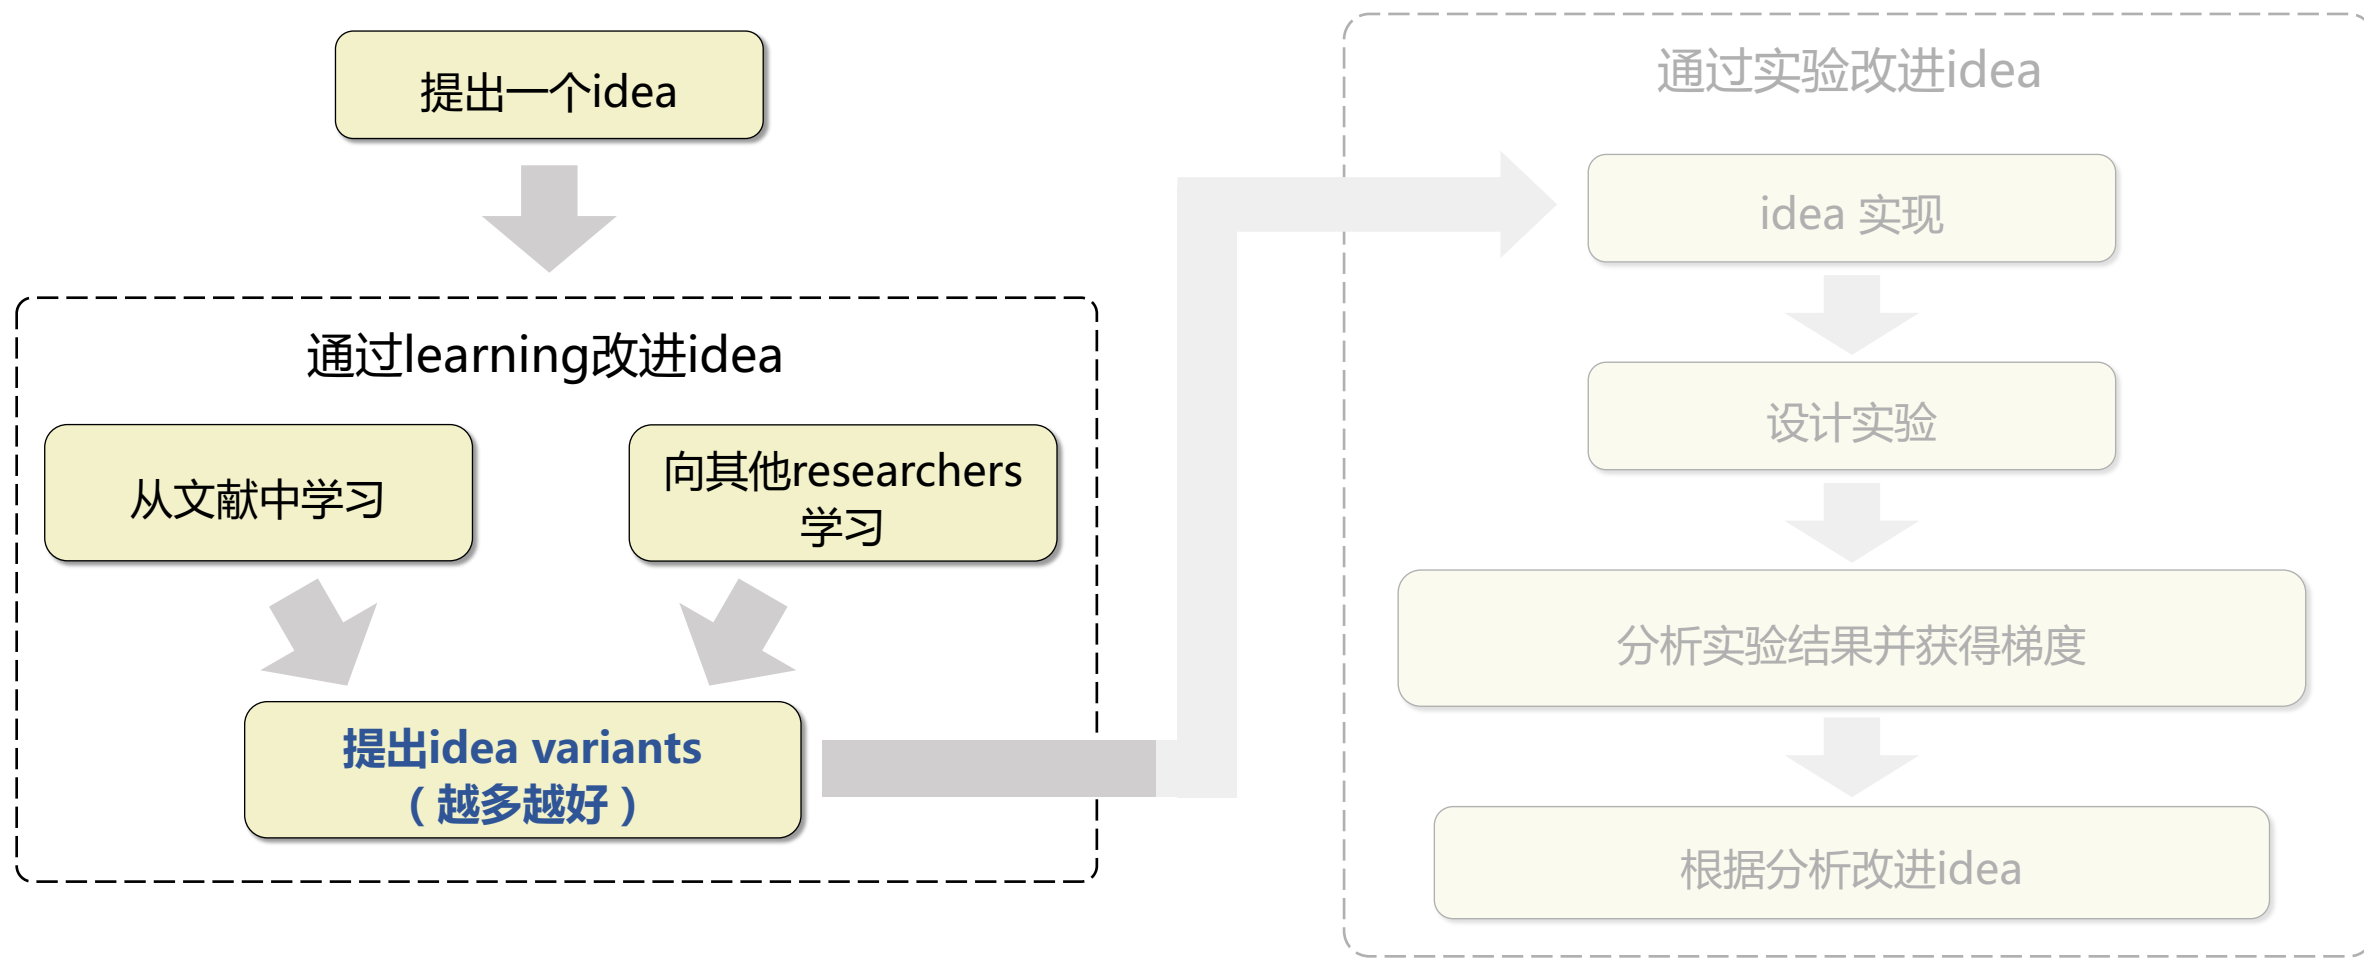 提出一个idea
通过learning改进idea
从文献中学习
向其他researchers
学习
提出idea variants
（越多越好）
通过实验改进idea
idea 实现
设计实验
分析实验结果并获得梯度
根据分析改进idea